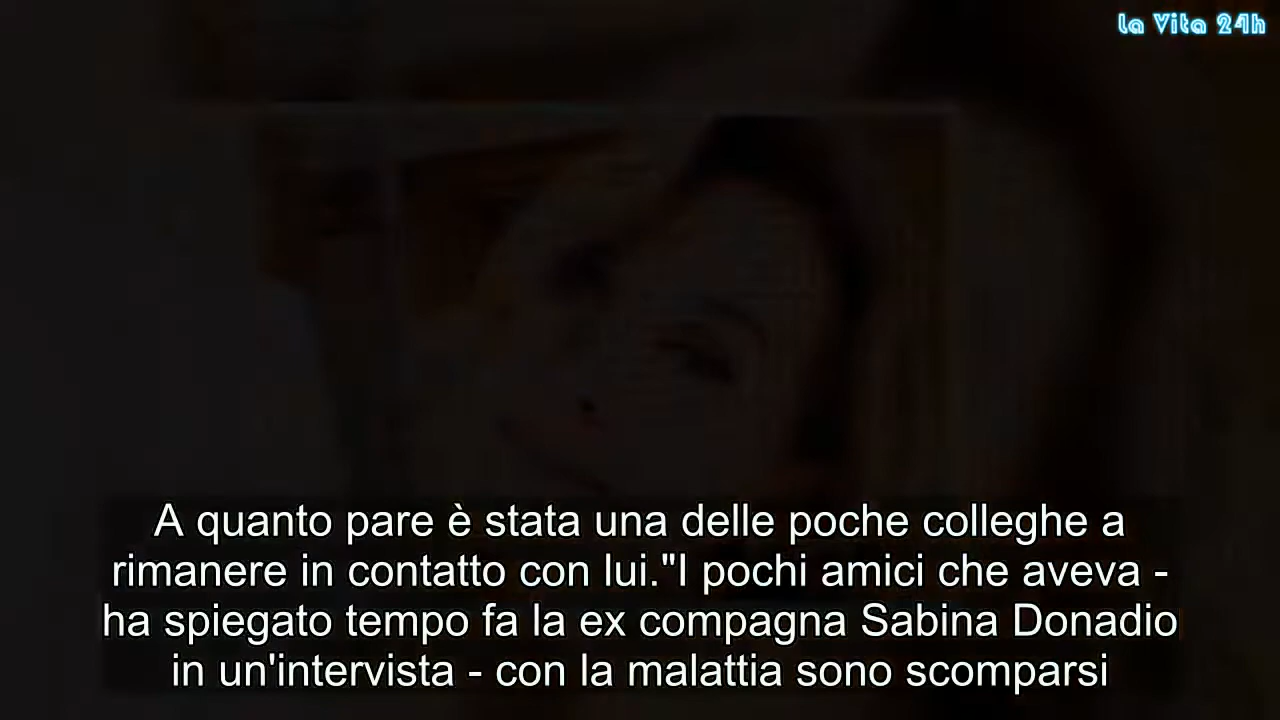 La Vita 24h
A quanto pare è stata una delle poche colleghe a
rimanere in contatto con lui."I pochi amici che aveva -
ha spiegato tempo fa la ex compagna Sabina Donadio
in un'intervista - con la malattia sono scomparsi